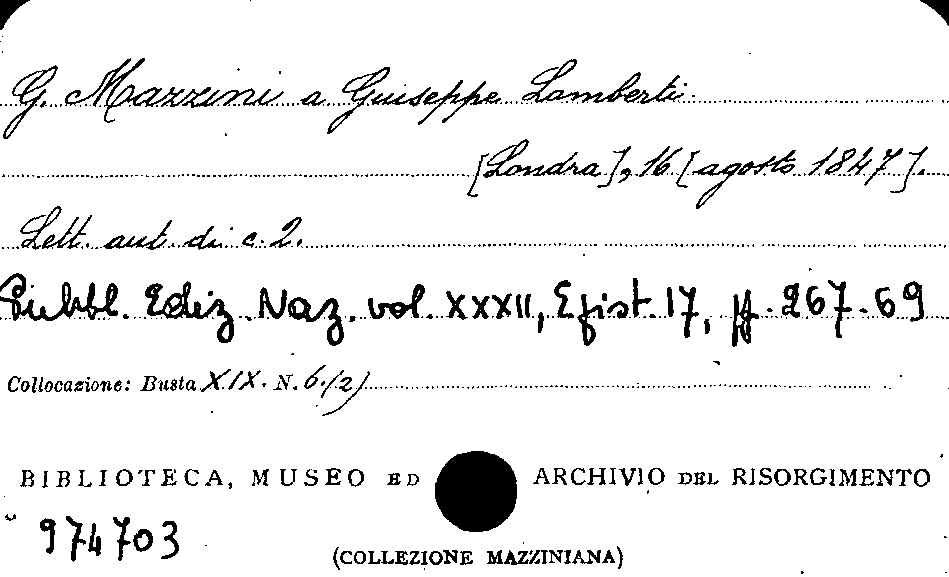 G. Mazzini a Giuseppe Lamberti.
[Londra], 16 [agosto 1847].
Lett. aut. di c. 2.
Pubbl. Ediz. Naz. vol. XXXII, Epist. 17, pp. 267-69
Collocazione: Busta XIX. N. 6.(2)
BIBLIOTECA, MUSEO ED ARCHIVIO DEL RISORGIMENTO
974703
(COLLEZIONE MAZZINIANA)